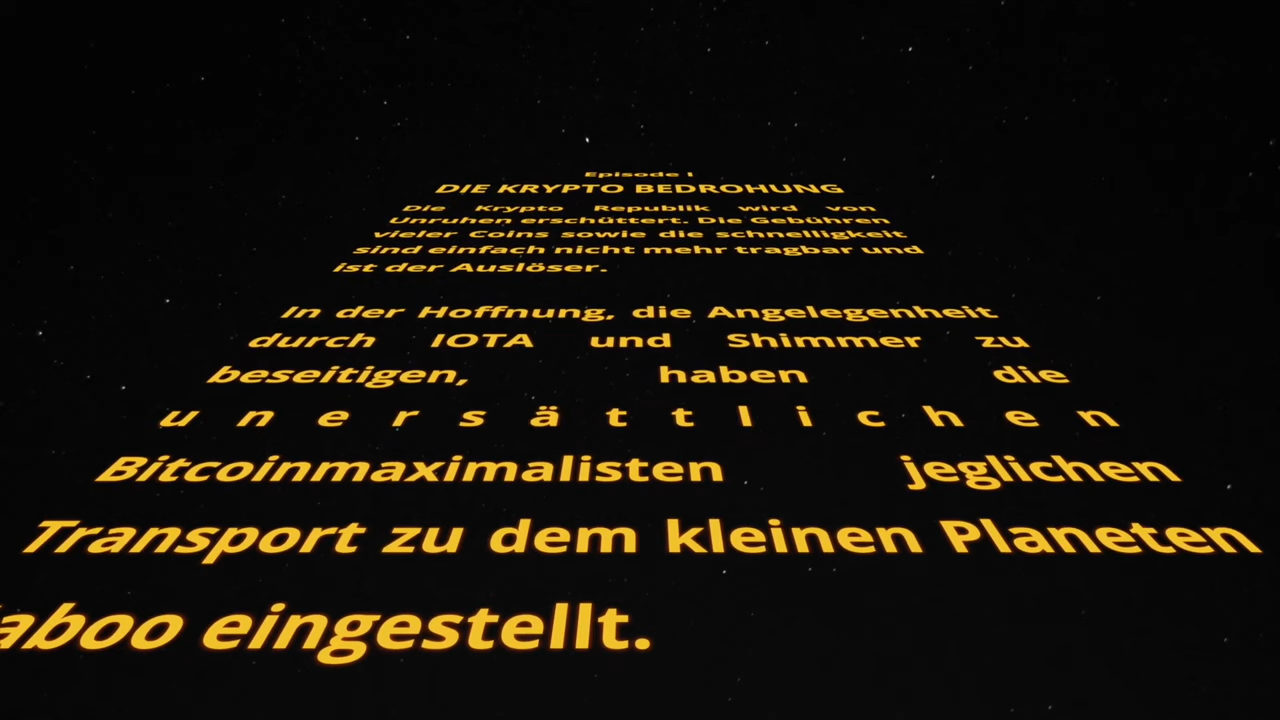 Episode I
DIE KRYPTO BEDROHUNG
Die Krypto Republik wird von
Unruhen erschüttert. Die Gebühren
vieler Coins sowie die schnelligkeit
sind einfach nicht mehr tragbar und
ist der Auslöser.
In der Hoffnung, die Angelegenheit
durch IOTA und Shimmer zu
beseitigen, haben die
unersättlichen
Bitcoinmaximalisten jeglichen
Transport zu dem kleinen Planeten
eingestellt.